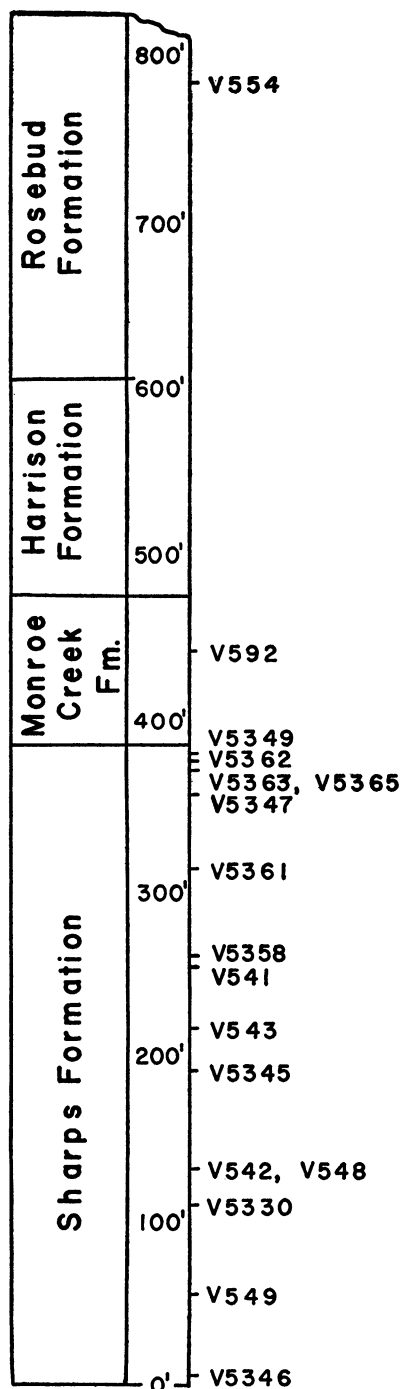 800'
V554
Rosebud
Formation
700'
600'
Harrison
Formation
500'
Monroe
Creek
Fm.
V592
400'
V5349
V5362
V5363, V5365
V5347
V5361
300'
V5358
V541
V543
200'
V5345
Sharps Formation
V542, V548
V5330
100'
V549
V5346
0'